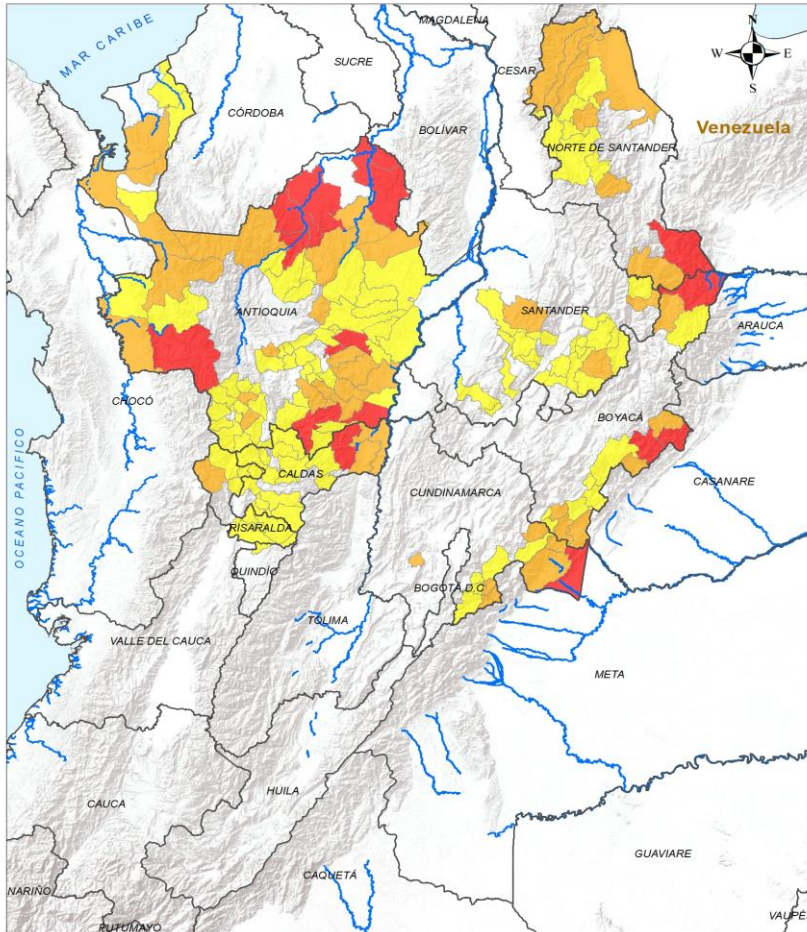 MAGDALENA
N
W E
S
MAR CARIBE
SUCRE
CESAR
CÓRDOBA
BOLÍVAR
Venezuela
NORTE DE SANTANDER
ANTIOQUIA
SANTANDER
ARAUCA
CHOCÓ
BOYACÁ
OCEANO PACIFICO
CALDAS
CUNDINAMARCA
CASANARE
RISARALDA
QUINDÍO
BOGOTÁ D.C
TOLIMA
VALLE DEL CAUCA
META
HUILA
CAUCA
GUAVIARE
CAQUETÁ
NARIÑO
PUTUMAYO
VAUPÉ